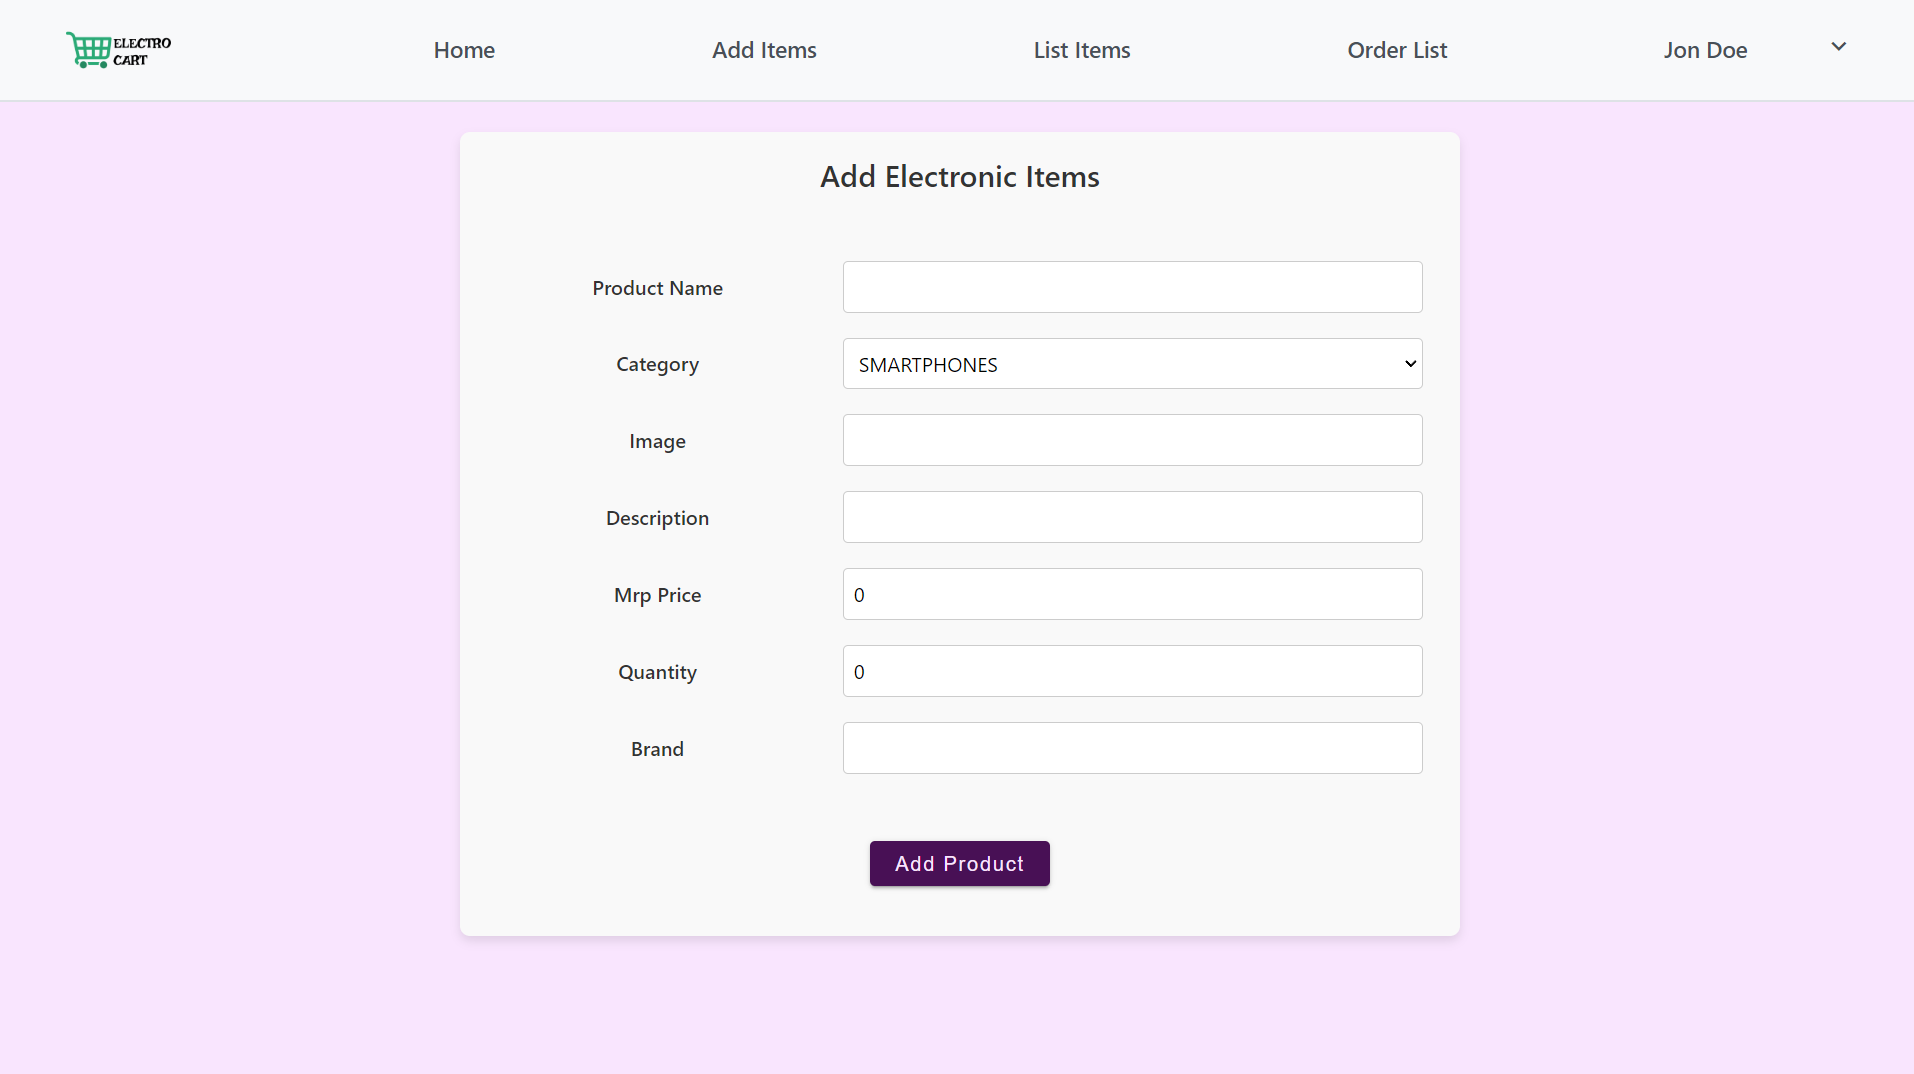 ELECTRO
CART
Home
Add Items
List Items
Order List
Jon Doe
Add Electronic Items
Product Name
Category
SMARTPHONES
Image
Description
Mrp Price
0
Quantity
0
Brand
Add Product